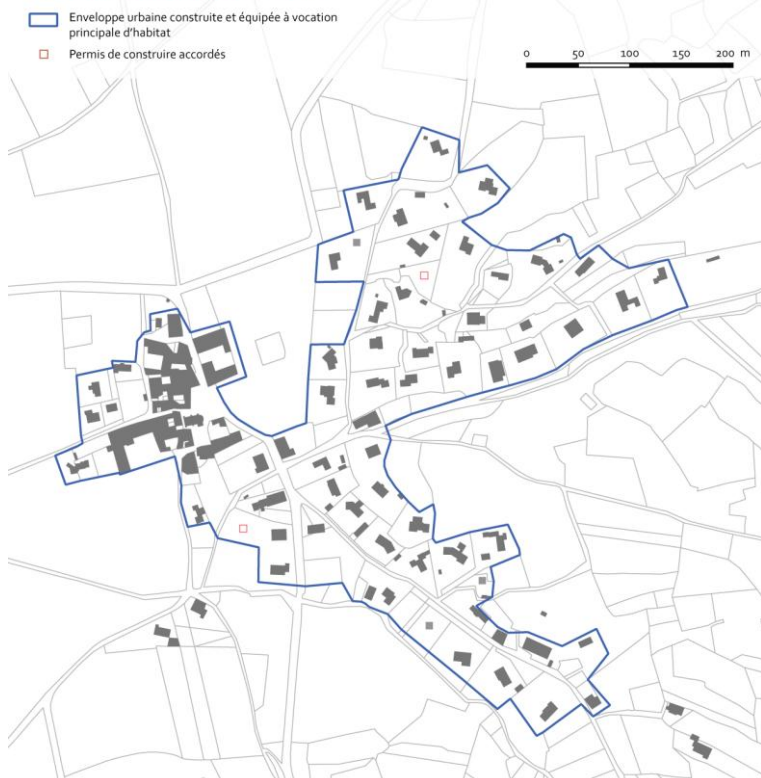 Enveloppe urbaine construite et équipée à vocation
principale d'habitat
Permis de construire accordés
0 50 100 150 200 m